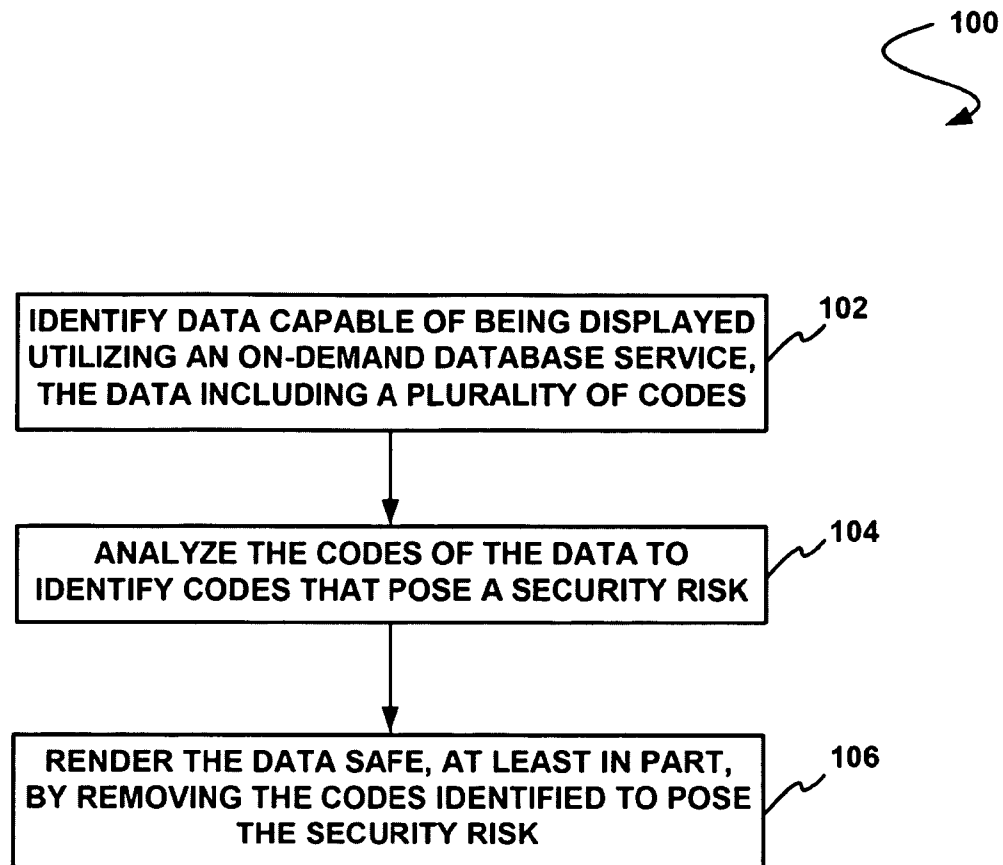 100
IDENTIFY DATA CAPABLE OF BEING DISPLAYED
UTILIZING AN ON-DEMAND DATABASE SERVICE,
THE DATA INCLUDING A PLURALITY OF CODES
102
ANALYZE THE CODES OF THE DATA TO
IDENTIFY CODES THAT POSE A SECURITY RISK
104
RENDER THE DATA SAFE, AT LEAST IN PART,
BY REMOVING THE CODES IDENTIFIED TO POSE
THE SECURITY RISK
106